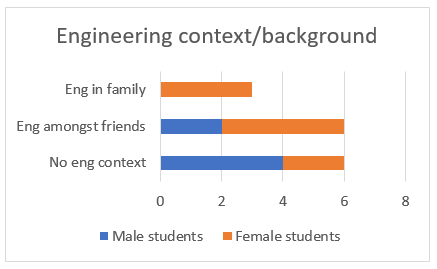 Engineering context/background
Eng in family
Eng amongst friends
No eng context
0 2 4 6 8
Male students Female students